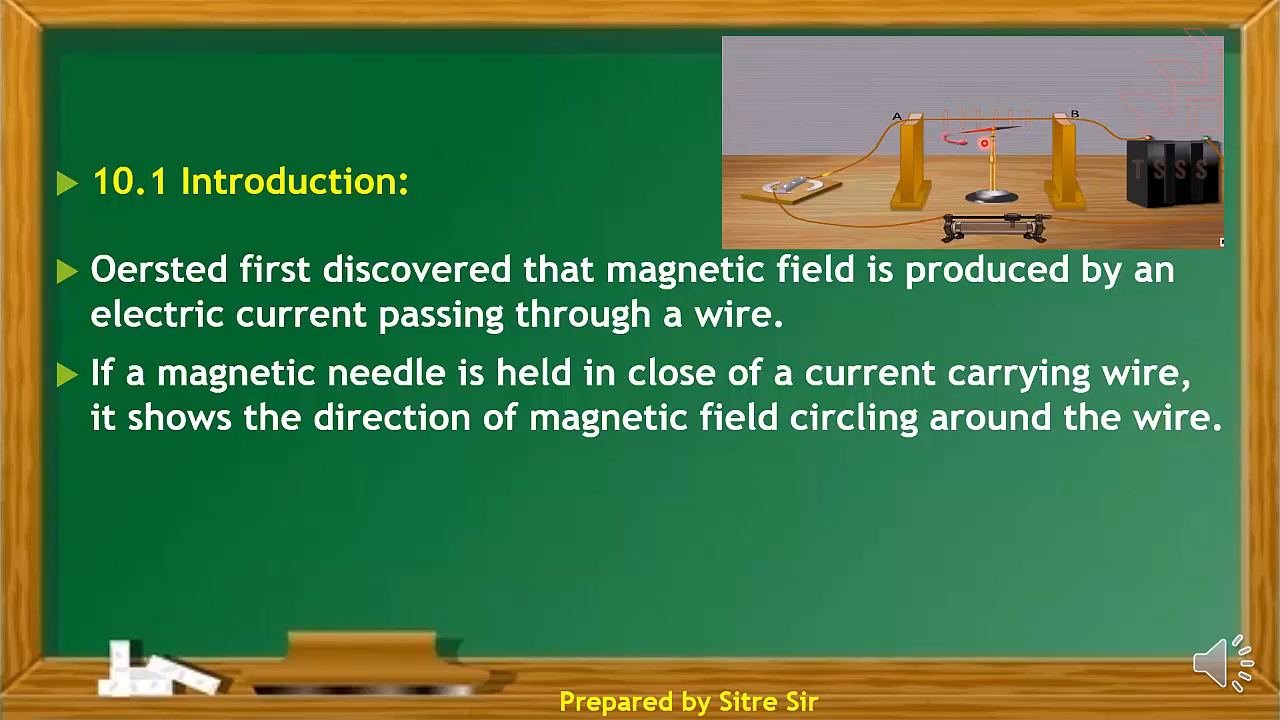 A
B
TSSS
10.1 Introduction:
Oersted first discovered that magnetic field is produced by an
electric current passing through a wire.
If a magnetic needle is held in close of a current carrying wire,
it shows the direction of magnetic field circling around the wire.
Prepared by Sitre Sir